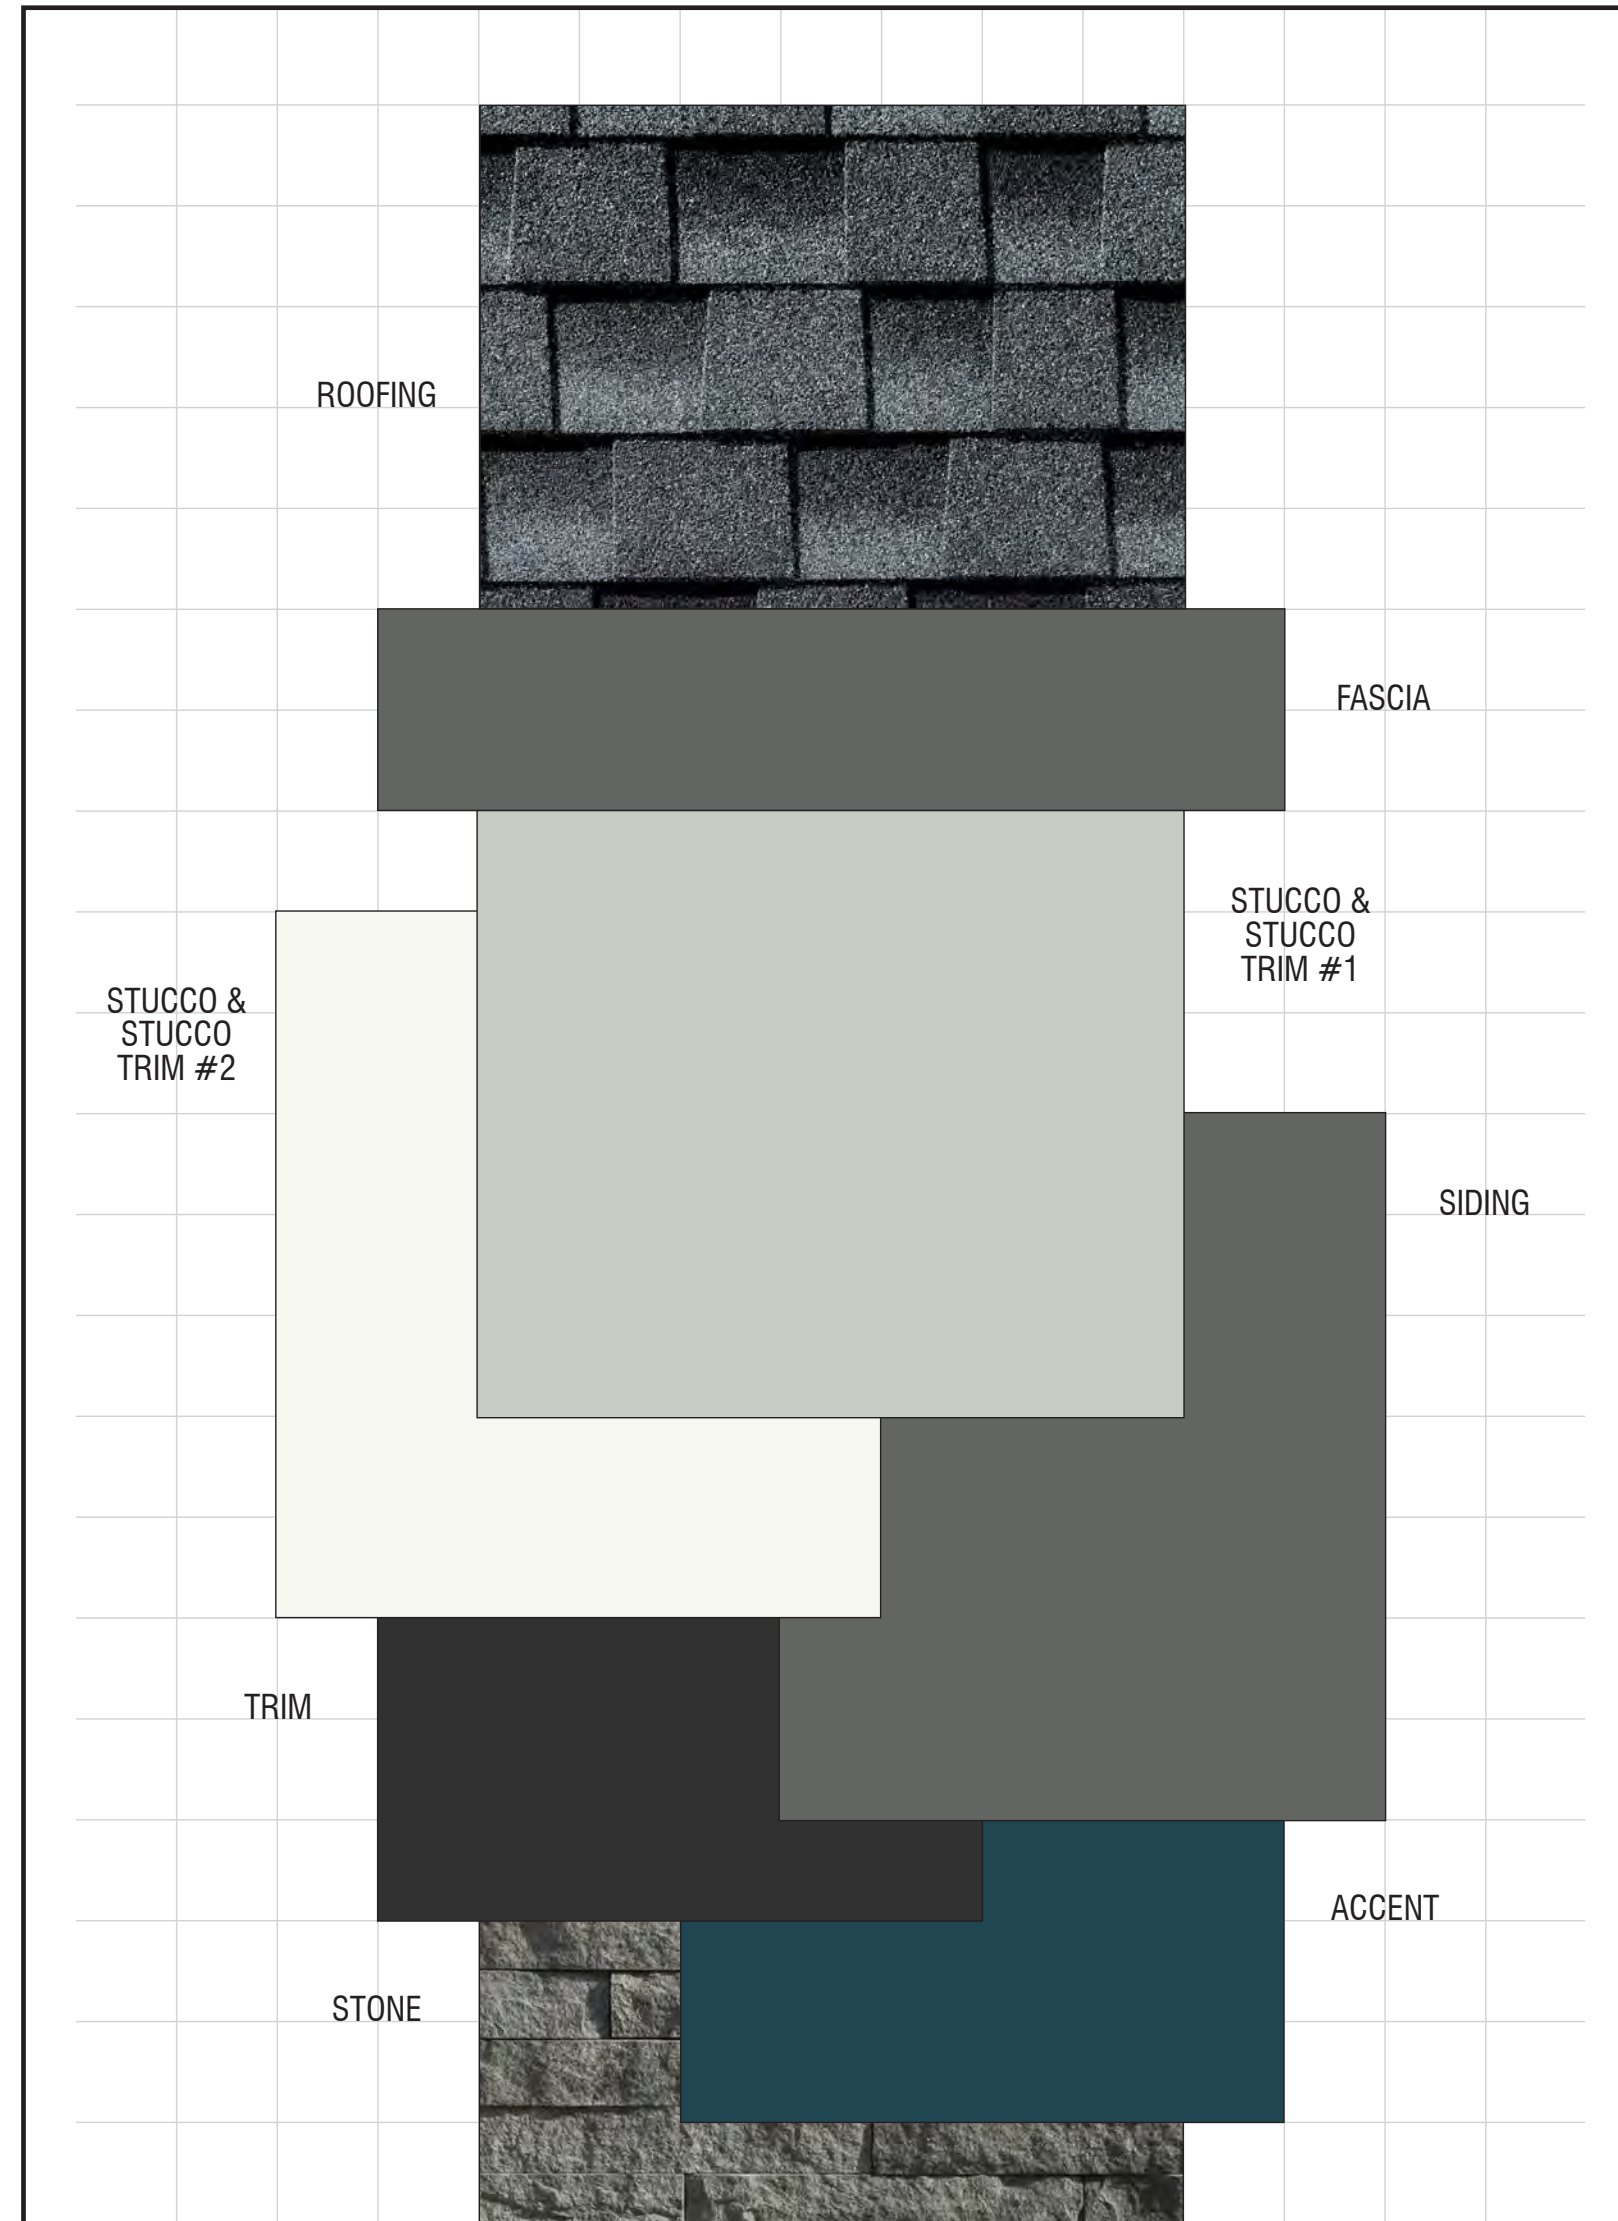 ROOFING
FASCIA
STUCCO &
STUCCO
TRIM #1
STUCCO &
STUCCO
TRIM #2
SIDING
TRIM
ACCENT
STONE